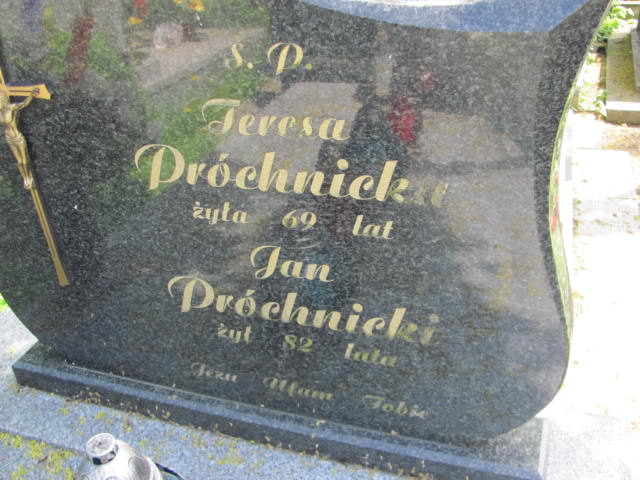 Ś. P.
Teresa
Próchnicka
żyła 69 lat
Jan
Próchnicki
żył 82 lata
Jezu Ufam Tobie